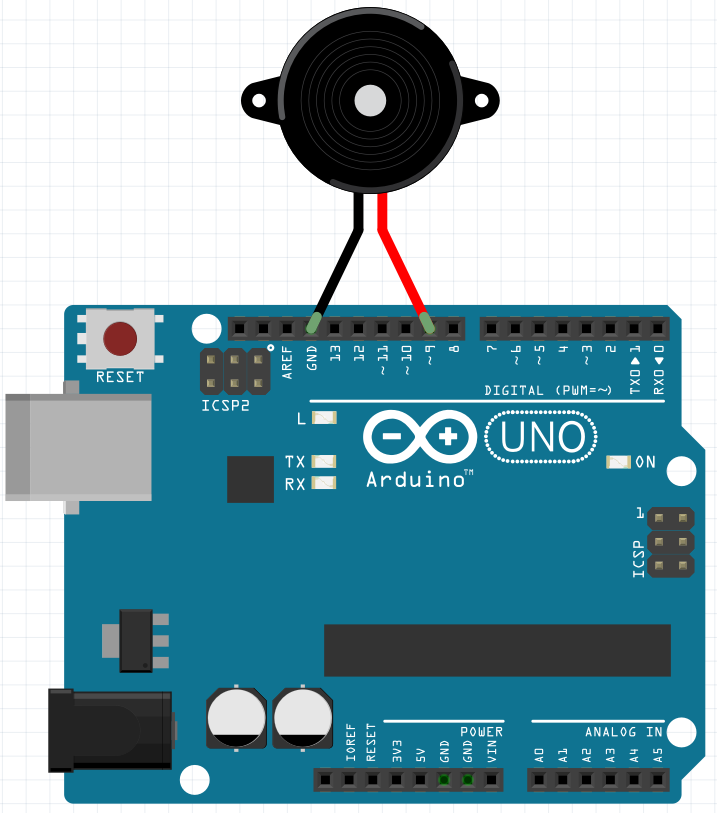 RESET
ICSP2
AREF
GND
13
12
~11
~10
~9
8
7
~6
~5
4
~3
2
TX0▶1
RX0◀0
DIGITAL (PWM=~)
L
TX
RX
UNO
Arduino™
ON
1
ICSP
POWER
ANALOG IN
IOREF
RESET
3V3
5V
GND
GND
VIN
A0
A1
A2
A3
A4
A5